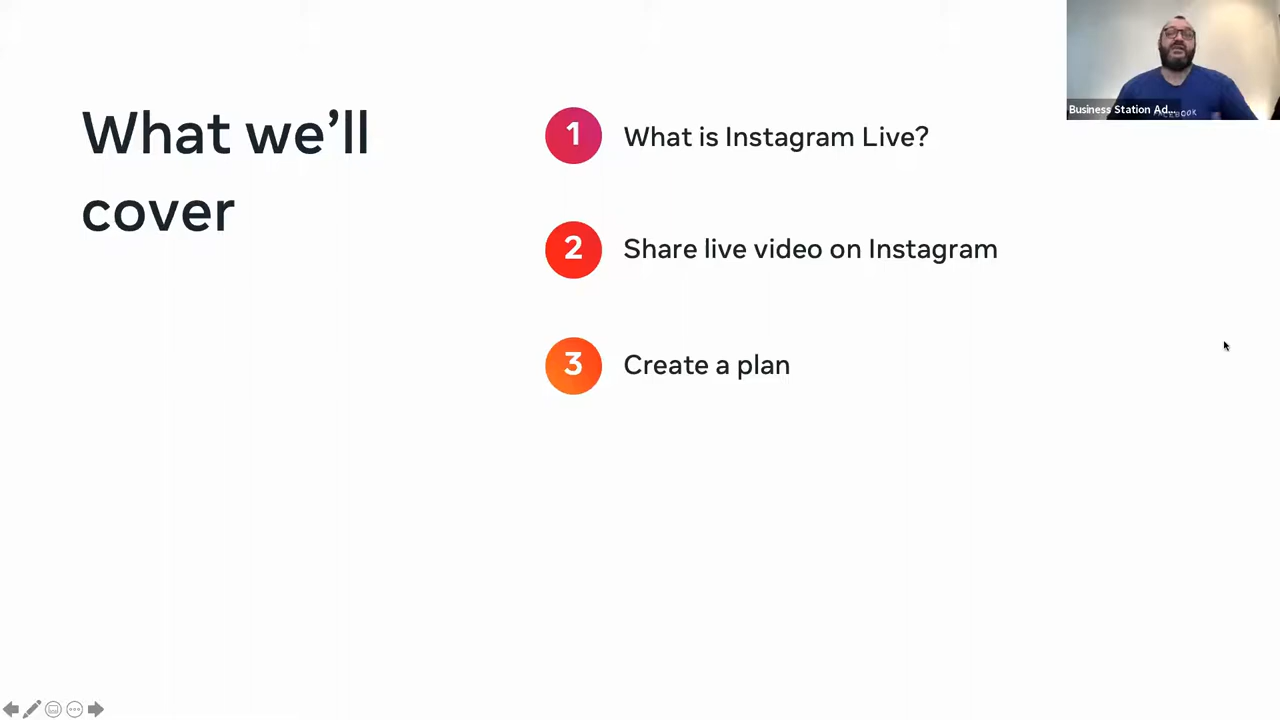 What we'll
cover
1 What is Instagram Live?
2 Share live video on Instagram
3 Create a plan
Business Station Ad...
FACEBOOK